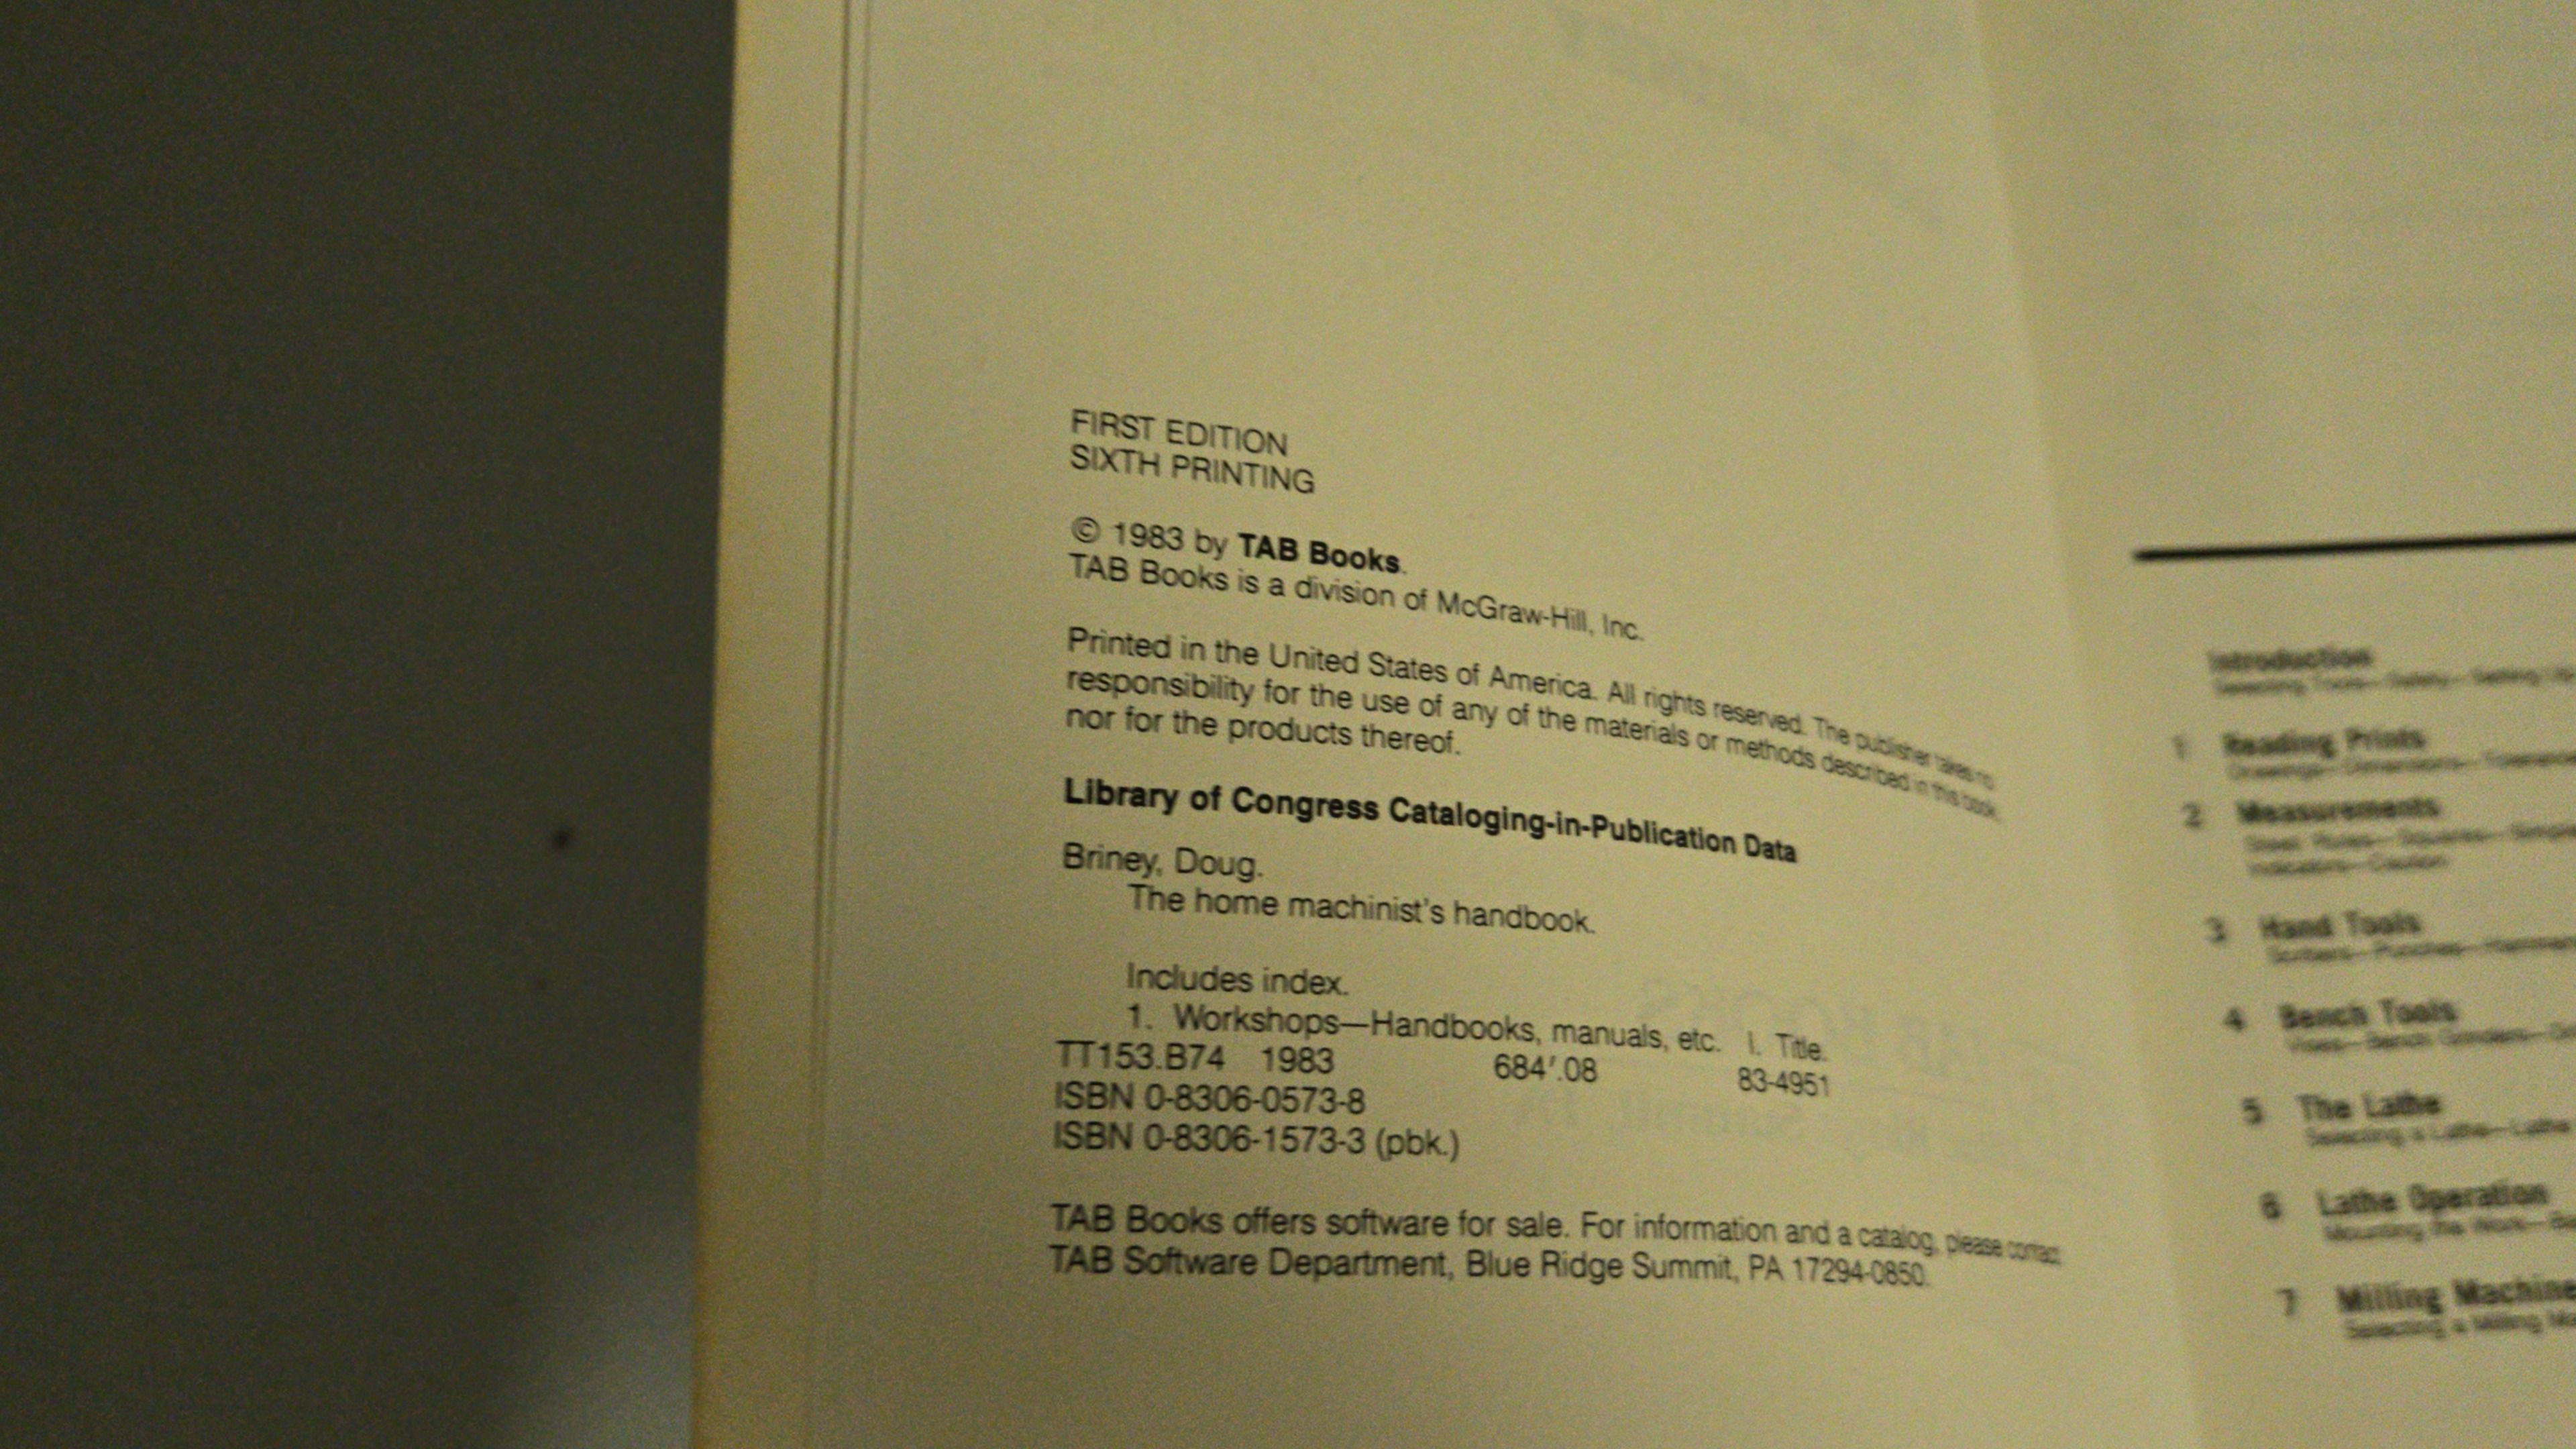 FIRST EDITION
SIXTH PRINTING
© 1983 by TAB Books.
TAB Books is a division of McGraw-Hill, Inc.
Printed in the United States of America. All rights reserved. The publisher takes no
responsibility for the use of any of the materials or methods described in this book,
nor for the products thereof.
Library of Congress Cataloging-in-Publication Data
Briney, Doug.
The home machinist's handbook.
Includes index.
1. Workshops—Handbooks, manuals, etc. I. Title.
TT153.B74 1983 684'.08 83-4951
ISBN 0-8306-0573-8
ISBN 0-8306-1573-3 (pbk.)
TAB Books offers software for sale. For information and a catalog, please contact
TAB Software Department, Blue Ridge Summit, PA 17294-0850.
Introduction
1 Reading Prints
2 Measurements
3 Hand Tools
4 Bench Tools
5 The Lathe
Selecting a Lathe—Lathe
6 Lathe Operation
7 Milling Machine